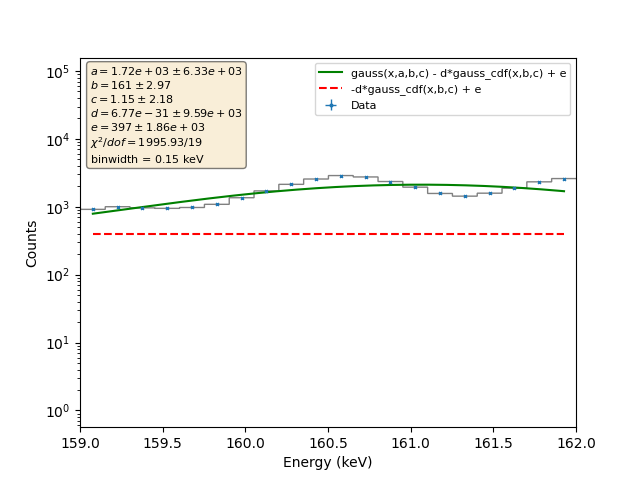 a = 1.72e + 03 ± 6.33e + 03
b = 161 ± 2.97
c = 1.15 ± 2.18
d = 6.77e − 31 ± 9.59e + 03
e = 397 ± 1.86e + 03
χ²/dof = 1995.93/19
binwidth = 0.15 keV
gauss(x,a,b,c) - d*gauss_cdf(x,b,c) + e
-d*gauss_cdf(x,b,c) + e
Data
10⁵
10⁴
10³
10²
10¹
10⁰
Counts
159.0 159.5 160.0 160.5 161.0 161.5 162.0
Energy (keV)